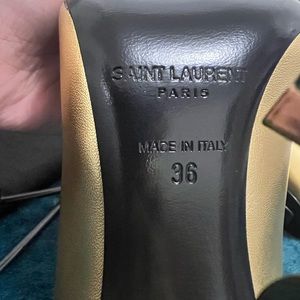 SAINT LAURENT
PARIS
MADE IN ITALY
36